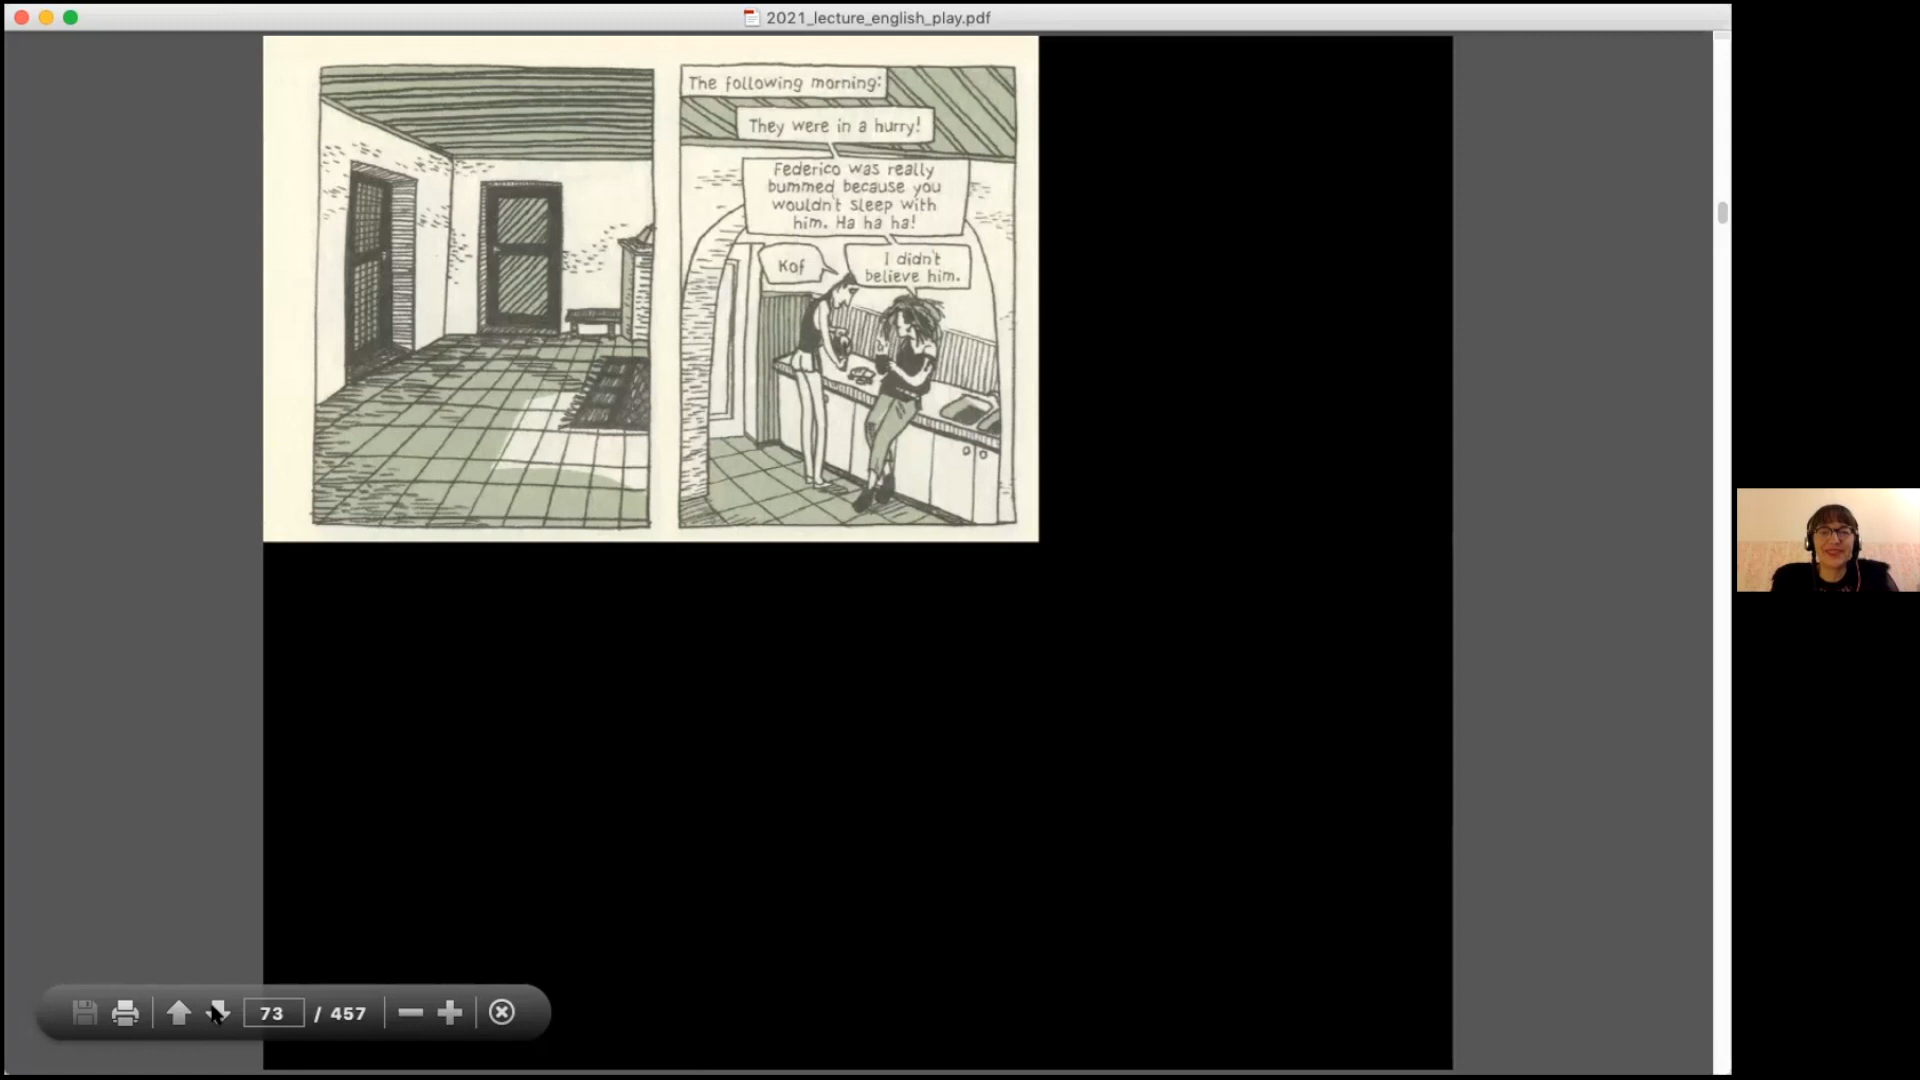 2021_lecture_english_play.pdf
The following morning:
They were in a hurry!
Federico was really
bummed because you
wouldn't sleep with
him. Ha ha ha!
Kof
I didn't
believe him.
73 / 457